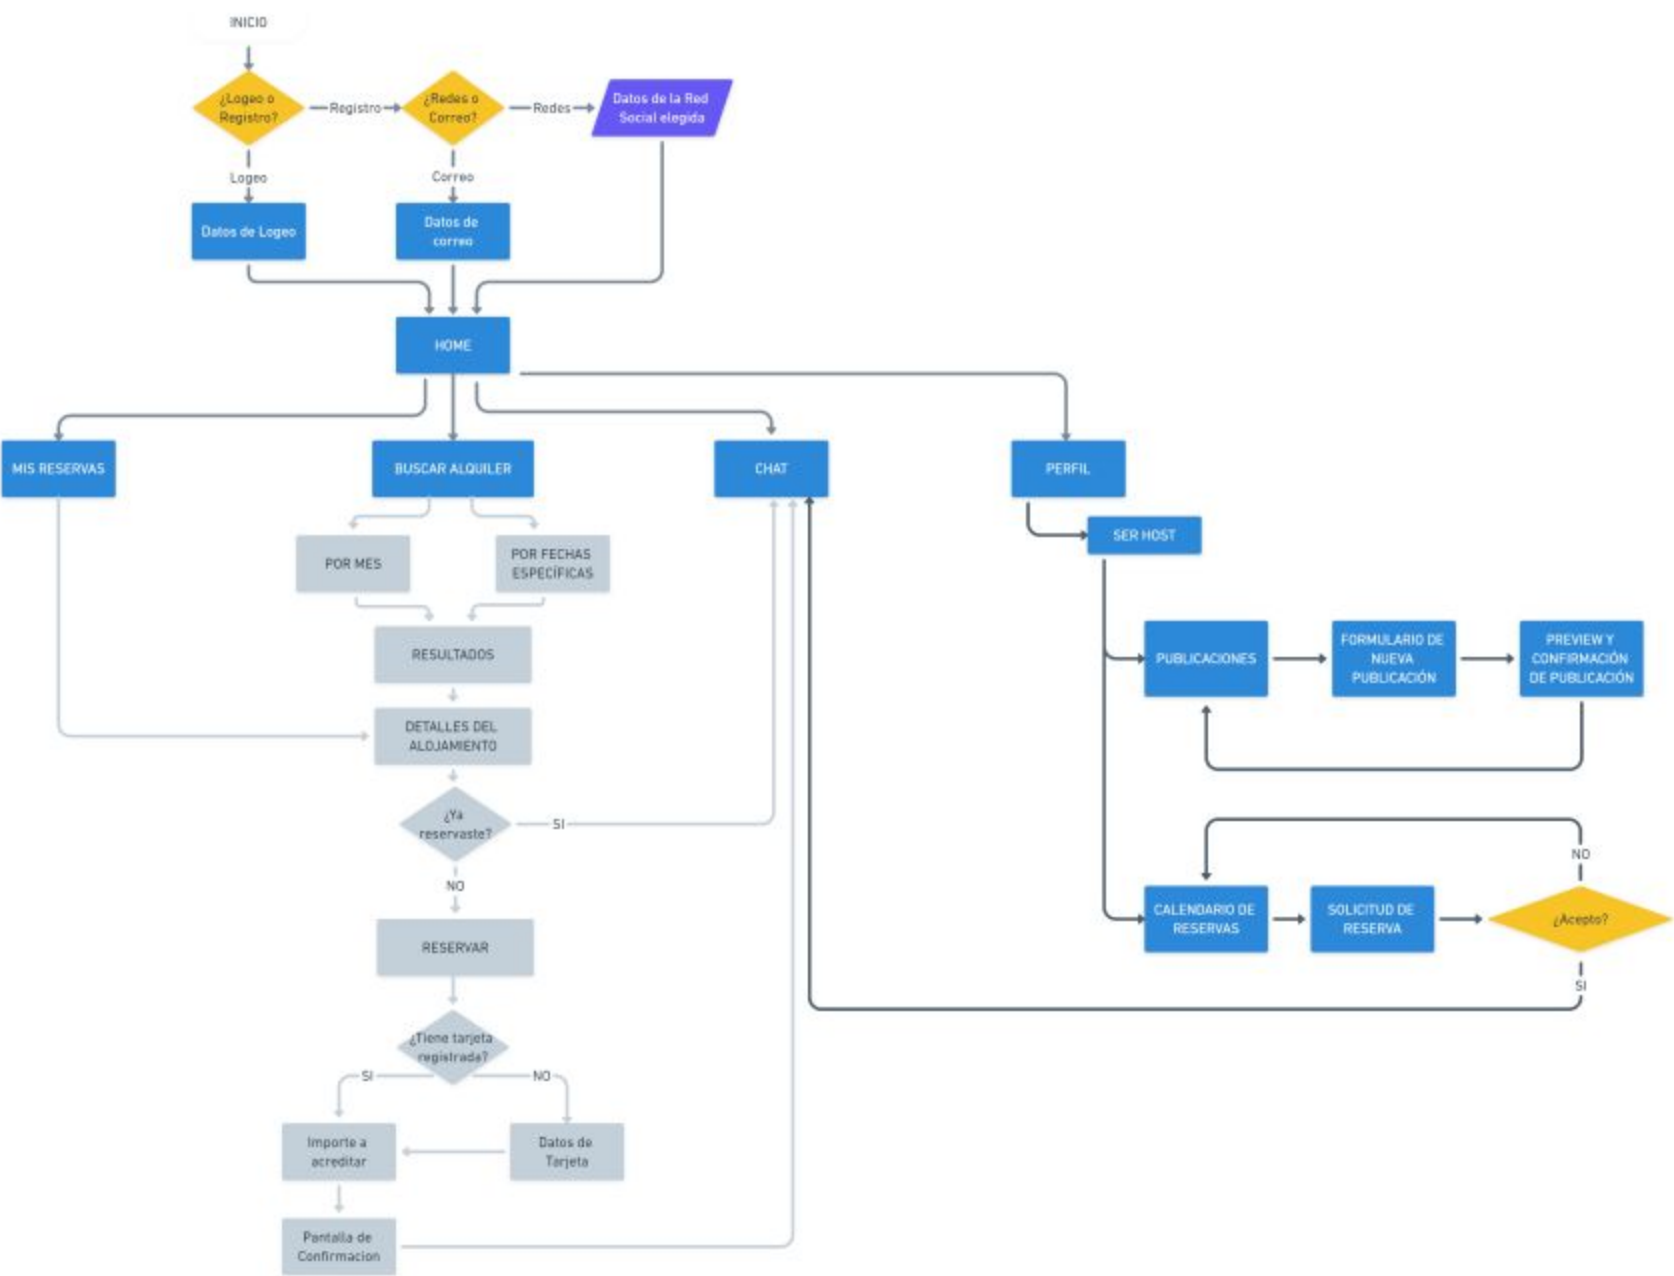 INICIO
¿Logeo o
Registro?
Registro
¿Redes o
Correo?
Redes
Datos de la Red
Social elegida
Logeo
Correo
Datos de Logeo
Datos de
correo
HOME
MIS RESERVAS
BUSCAR ALQUILER
CHAT
PERFIL
SER HOST
POR MES
POR FECHAS
ESPECÍFICAS
RESULTADOS
PUBLICACIONES
FORMULARIO DE
NUEVA
PUBLICACIÓN
PREVIEW Y
CONFIRMACIÓN
DE PUBLICACIÓN
DETALLES DEL
ALOJAMIENTO
¿Ya
reservaste?
SI
NO
NO
CALENDARIO DE
RESERVAS
SOLICITUD DE
RESERVA
¿Acepto?
SI
RESERVAR
¿Tiene tarjeta
registrada?
SI
NO
Importe a
acreditar
Datos de
Tarjeta
Pantalla de
Confirmacion